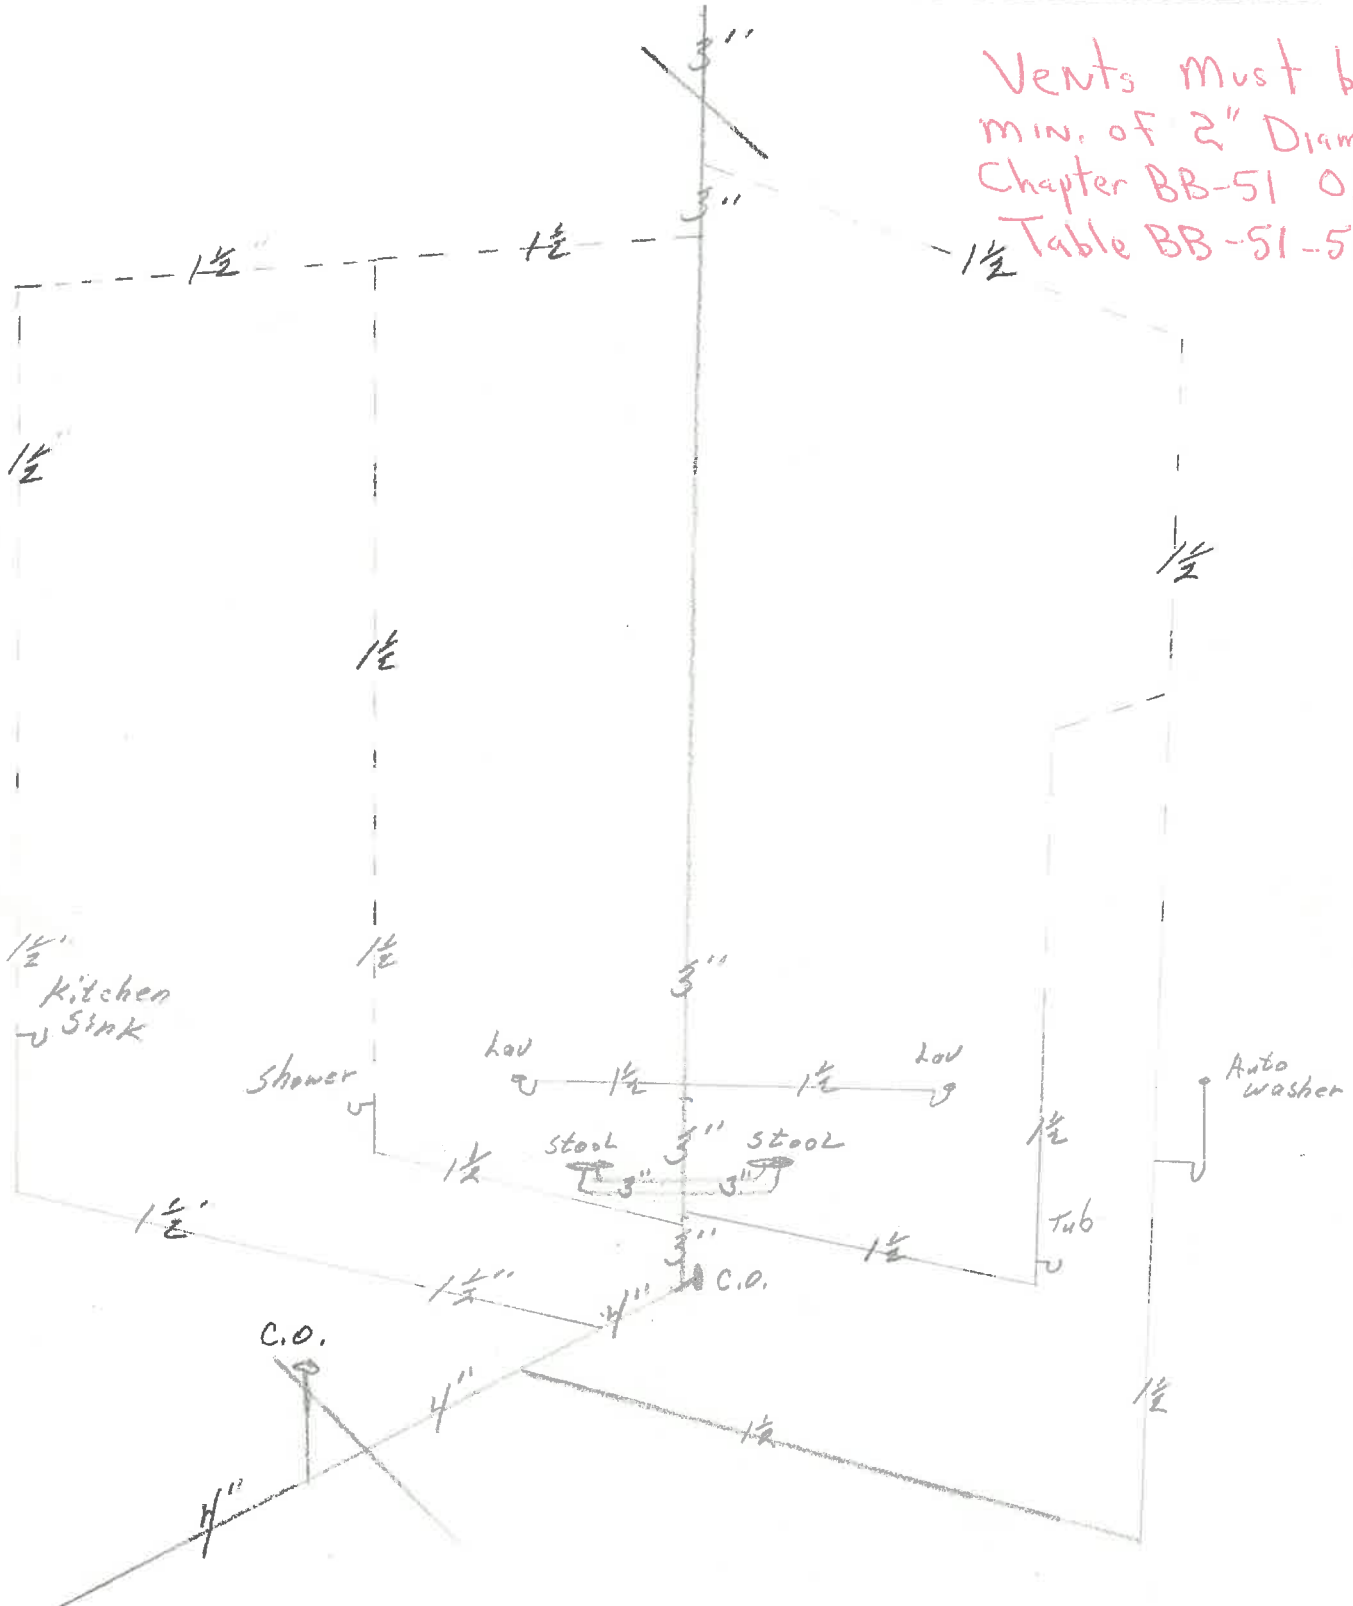 3"
Vents Must b
min. of 2" Diam
Chapter BB-51 O
Table BB-51-5
3"
1½"
1½
1½
1½"
1½
1½
1½"
1½
3"
Kitchen
Sink
Shower
Lav
1½
1½
Lav
Auto
washer
Stool
3"
Stool
1½
3"
3"
1½
1½'
Tub
3"
1½
1½"
4"
C.O.
C.O.
4"
1½
1½
4"